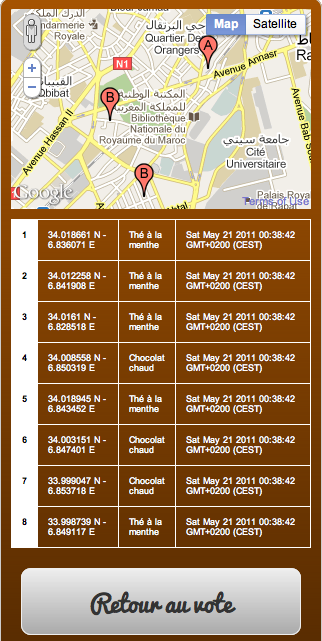 Dour Jamaa
الدرك الملكي
Gendarmerie
Royale
حي البرتقال
Quartier Des
Orangers
Map
Satellite
N1
Avenue Annasr
القبيبات
Kbibat
Avenue Hassan II
المكتبة الوطنية
للمملكة المغربية
Bibliothèque
Nationale du
Royaume du Maroc
جامعة سيتي
Cité
Universitaire
Palais Royal
de Rabat
Google
Terms of Use
A
B
B
1 34.018661 N - 6.836071 E Thé à la menthe Sat May 21 2011 00:38:42 GMT+0200 (CEST)
2 34.012258 N - 6.841908 E Thé à la menthe Sat May 21 2011 00:38:42 GMT+0200 (CEST)
3 34.0161 N - 6.828518 E Thé à la menthe Sat May 21 2011 00:38:42 GMT+0200 (CEST)
4 34.008558 N - 6.850319 E Chocolat chaud Sat May 21 2011 00:38:42 GMT+0200 (CEST)
5 34.018945 N - 6.843452 E Thé à la menthe Sat May 21 2011 00:38:42 GMT+0200 (CEST)
6 34.003151 N - 6.847401 E Chocolat chaud Sat May 21 2011 00:38:42 GMT+0200 (CEST)
7 33.999047 N - 6.853718 E Chocolat chaud Sat May 21 2011 00:38:42 GMT+0200 (CEST)
8 33.998739 N - 6.849117 E Thé à la menthe Sat May 21 2011 00:38:42 GMT+0200 (CEST)
Retour au vote